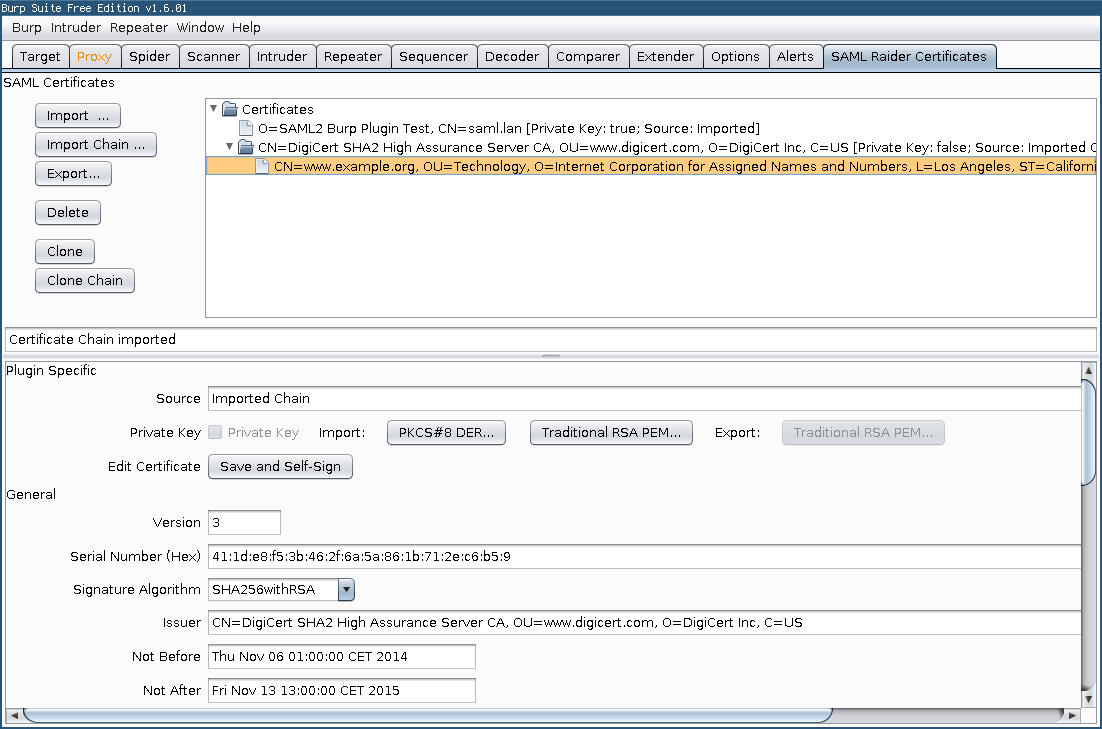 Burp Suite Free Edition v1.6.01
Burp Intruder Repeater Window Help
Target Proxy Spider Scanner Intruder Repeater Sequencer Decoder Comparer Extender Options Alerts SAML Raider Certificates
SAML Certificates
Import ...
Import Chain ...
Export...
Delete
Clone
Clone Chain
Certificates
O=SAML2 Burp Plugin Test, CN=saml.lan [Private Key: true; Source: Imported]
CN=DigiCert SHA2 High Assurance Server CA, OU=www.digicert.com, O=DigiCert Inc, C=US [Private Key: false; Source: Imported C
CN=www.example.org, OU=Technology, O=Internet Corporation for Assigned Names and Numbers, L=Los Angeles, ST=Californi
Certificate Chain imported
Plugin Specific
Source Imported Chain
Private Key Private Key Import: PKCS#8 DER... Traditional RSA PEM... Export: Traditional RSA PEM...
Edit Certificate Save and Self-Sign
General
Version 3
Serial Number (Hex) 41:1d:e8:f5:3b:46:2f:6a:5a:86:1b:71:2e:c6:b5:9
Signature Algorithm SHA256withRSA
Issuer CN=DigiCert SHA2 High Assurance Server CA, OU=www.digicert.com, O=DigiCert Inc, C=US
Not Before Thu Nov 06 01:00:00 CET 2014
Not After Fri Nov 13 13:00:00 CET 2015